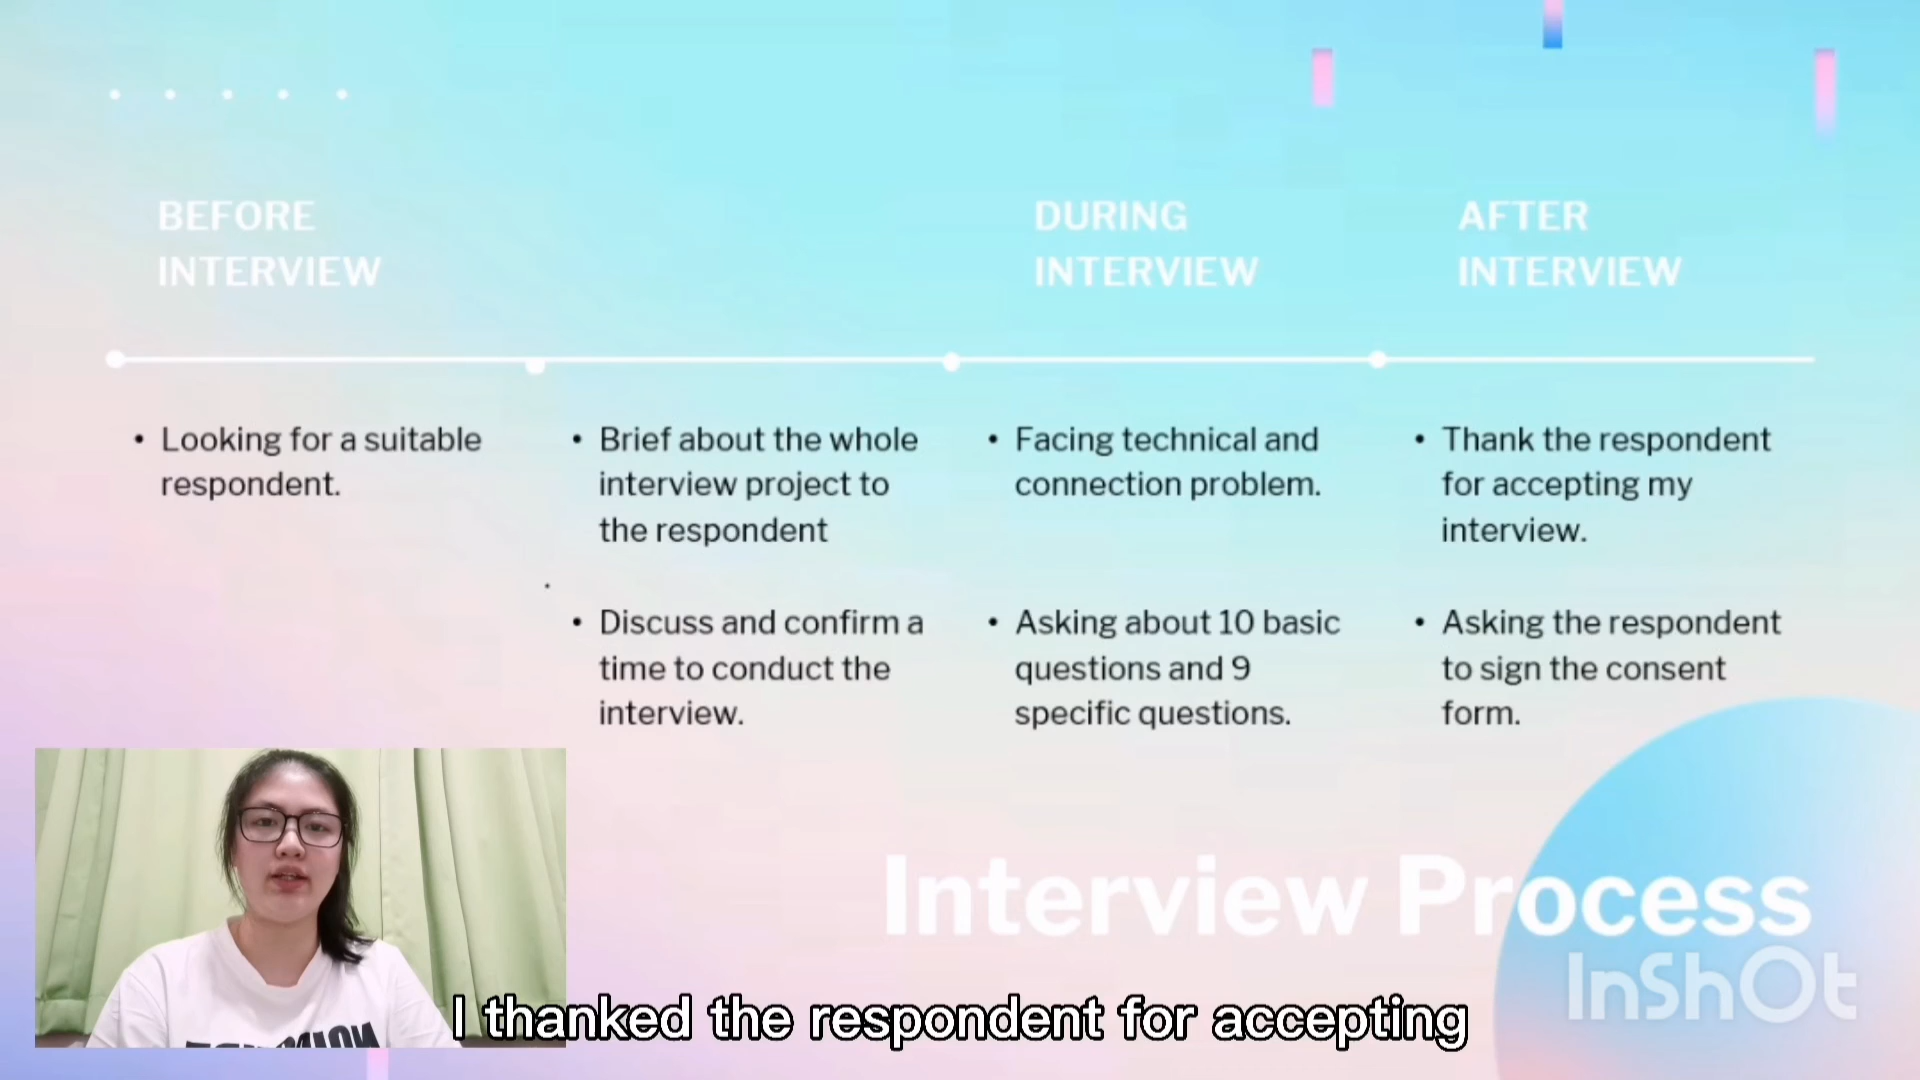 BEFORE
INTERVIEW
DURING
INTERVIEW
AFTER
INTERVIEW
• Looking for a suitable
respondent.
• Brief about the whole
interview project to
the respondent
• Discuss and confirm a
time to conduct the
interview.
• Facing technical and
connection problem.
• Asking about 10 basic
questions and 9
specific questions.
• Thank the respondent
for accepting my
interview.
• Asking the respondent
to sign the consent
form.
Interview Process
InShOt
I thanked the respondent for accepting